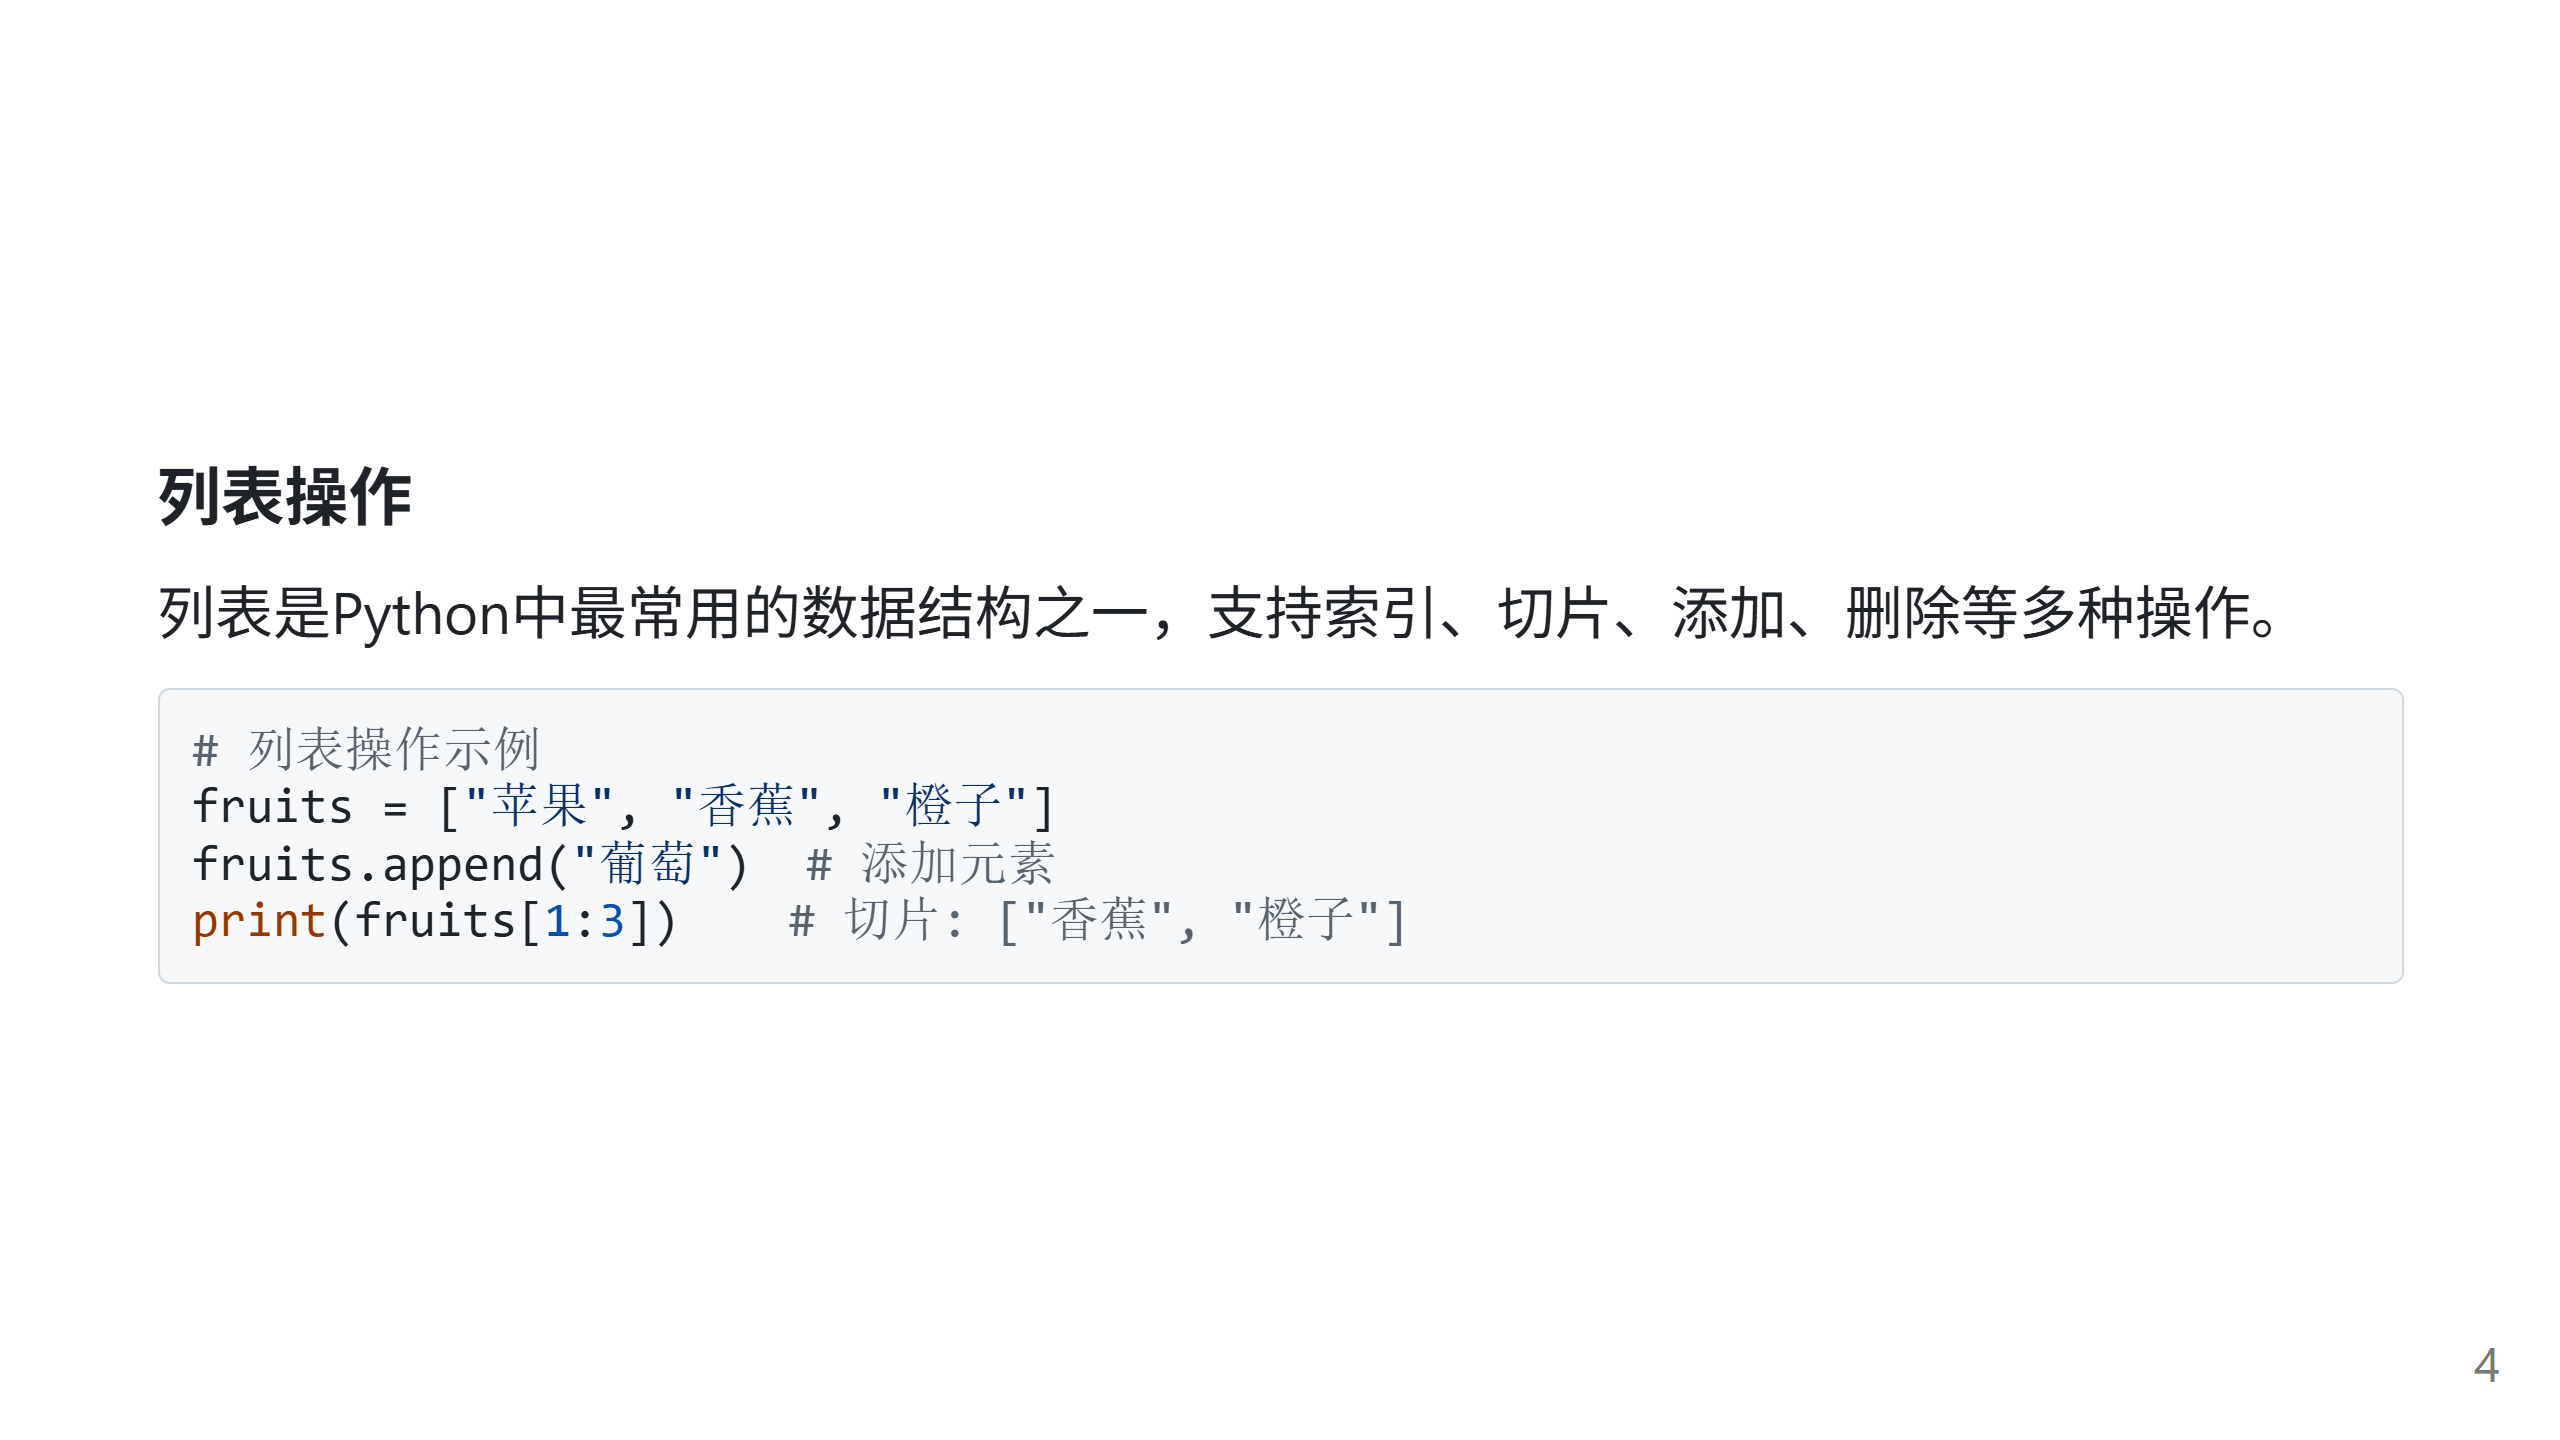 列表操作
列表是Python中最常用的数据结构之一，支持索引、切片、添加、删除等多种操作。
# 列表操作示例
fruits = ["苹果", "香蕉", "橙子"]
fruits.append("葡萄")  # 添加元素
print(fruits[1:3])    # 切片: ["香蕉", "橙子"]
4